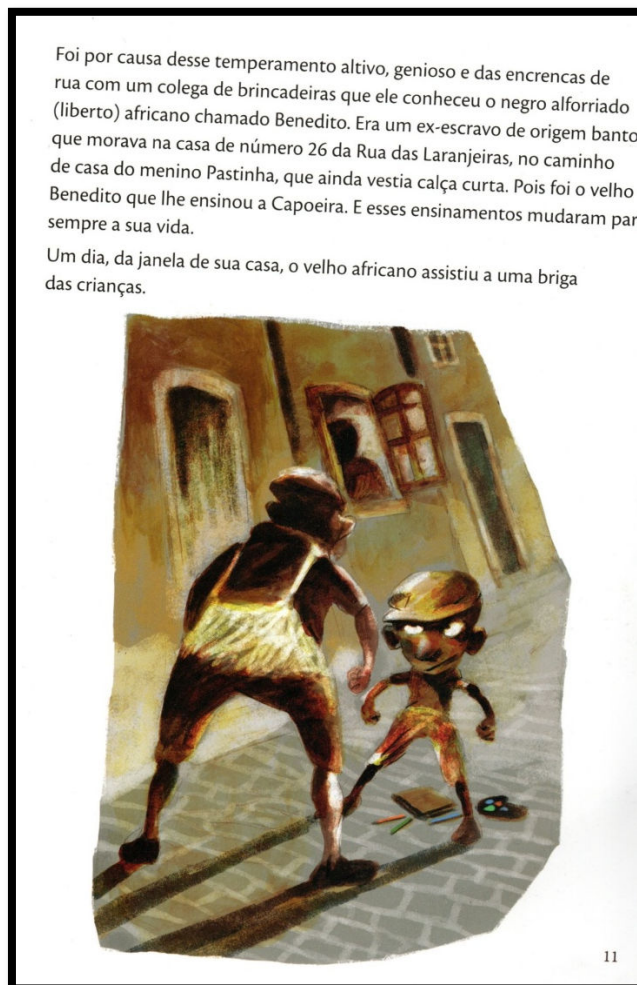 Foi por causa desse temperamento altivo, genioso e das encrencas de
rua com um colega de brincadeiras que ele conheceu o negro alforriado
(liberto) africano chamado Benedito. Era um ex-escravo de origem banto
que morava na casa de número 26 da Rua das Laranjeiras, no caminho
de casa do menino Pastinha, que ainda vestia calça curta. Pois foi o velho
Benedito que lhe ensinou a Capoeira. E esses ensinamentos mudaram par
sempre a sua vida.
Um dia, da janela de sua casa, o velho africano assistiu a uma briga
das crianças.
11